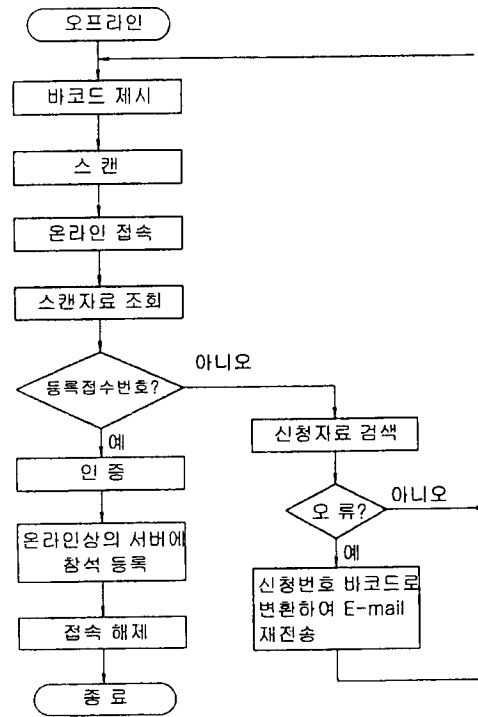 오프라인
바코드 제시
스 캔
온라인 접속
스캔자료 조회
등록접수번호?
아니오
예
인 증
온라인상의 서버에
참석 등록
접속 해제
종 료
신청자료 검색
오 류?
아니오
예
신청번호 바코드로
변환하여 E-mail
재전송